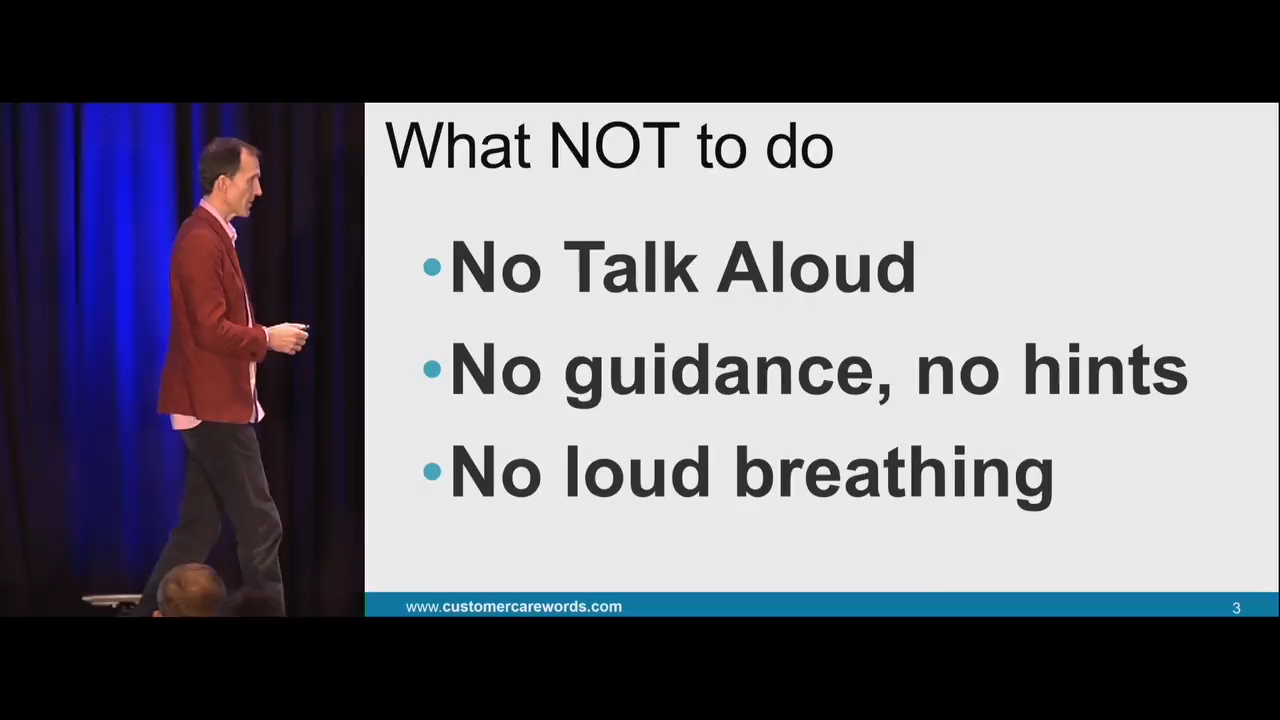 What NOT to do
•No Talk Aloud
•No guidance, no hints
•No loud breathing
www.customercarewords.com
3